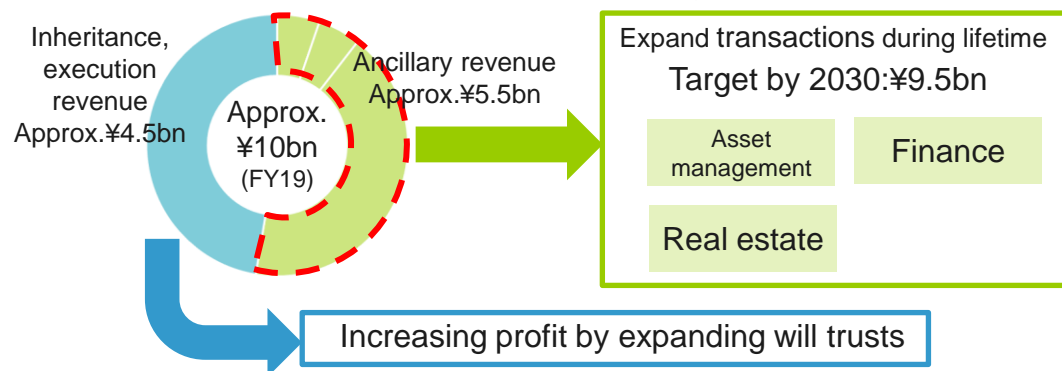 Inheritance,
execution
revenue
Approx.¥4.5bn
Approx.
¥10bn
(FY19)
Ancillary revenue
Approx.¥5.5bn
Expand transactions during lifetime
Target by 2030:¥9.5bn
Asset
management
Finance
Real estate
Increasing profit by expanding will trusts